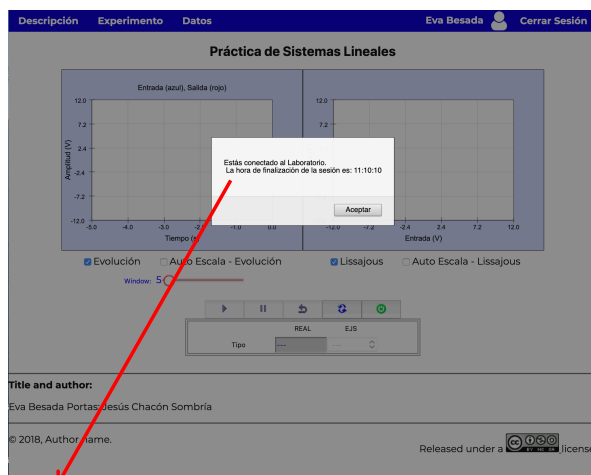 Descripción Experimento Datos Eva Besada Cerrar Sesión
Práctica de Sistemas Lineales
Entrada (azul), Salida (rojo)
12.0
7.2
2.4
-2.4
-7.2
-12.0
Amplitud (V)
-5.0 -4.0 -3.0 -2.0 -1.0 0.0
Tiempo (s)
12.0
7.2
-12.0 -7.2 -2.4 2.4 7.2 12.0
Entrada (V)
Estás conectado al Laboratorio.
La hora de finalización de la sesión es: 11:10:10
Aceptar
Evolución Auto Escala - Evolución Lissajous Auto Escala - Lissajous
Window: 5
REAL EJS
Tipo --- ---
Title and author:
Eva Besada Portas; Jesús Chacón Sombría
© 2018, Author name.
Released under a license